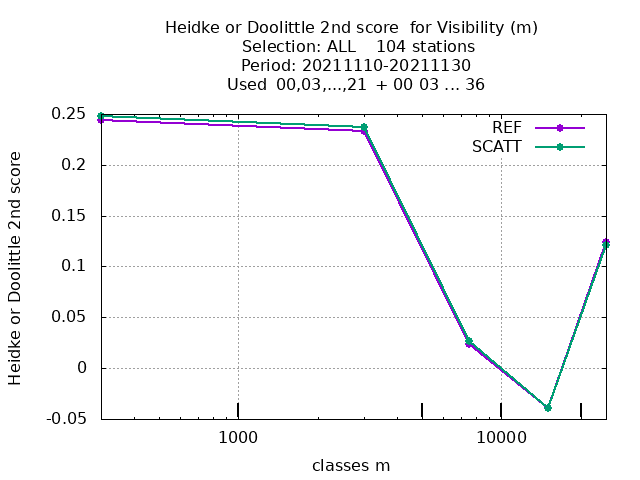 Heidke or Doolittle 2nd score  for Visibility (m)
Selection: ALL    104 stations
Period: 20211110-20211130
Used  00,03,...,21  + 00 03 ... 36
0.25
0.2
0.15
0.1
0.05
0
-0.05
Heidke or Doolittle 2nd score
REF
SCATT
1000
10000
classes m